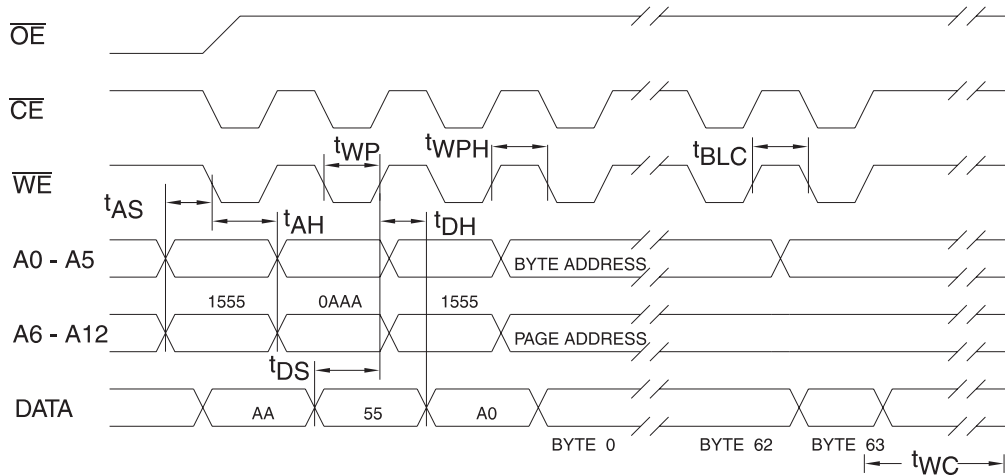 OE
CE
tWP
tWPH
tBLC
WE
tAS
tAH
tDH
A0 - A5
BYTE ADDRESS
1555
0AAA
1555
A6 - A12
PAGE ADDRESS
tDS
DATA
AA
55
A0
BYTE 0
BYTE 62
BYTE 63
tWC